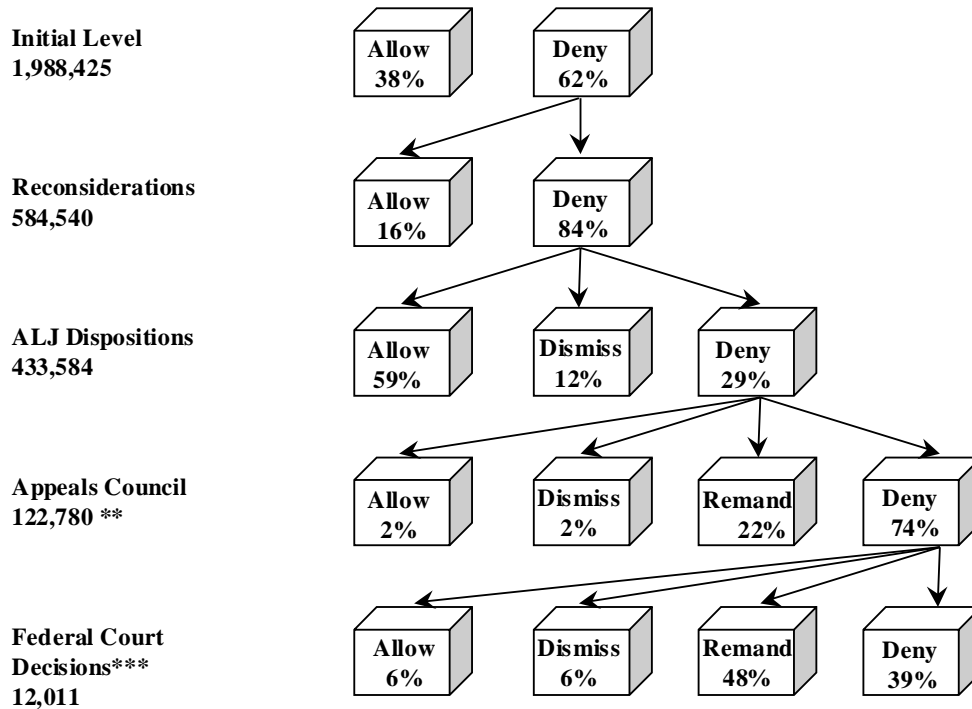 Initial Level
1,988,425
Allow
38%
Deny
62%
Reconsiderations
584,540
Allow
16%
Deny
84%
ALJ Dispositions
433,584
Allow
59%
Dismiss
12%
Deny
29%
Appeals Council
122,780 **
Allow
2%
Dismiss
2%
Remand
22%
Deny
74%
Federal Court
Decisions***
12,011
Allow
6%
Dismiss
6%
Remand
48%
Deny
39%